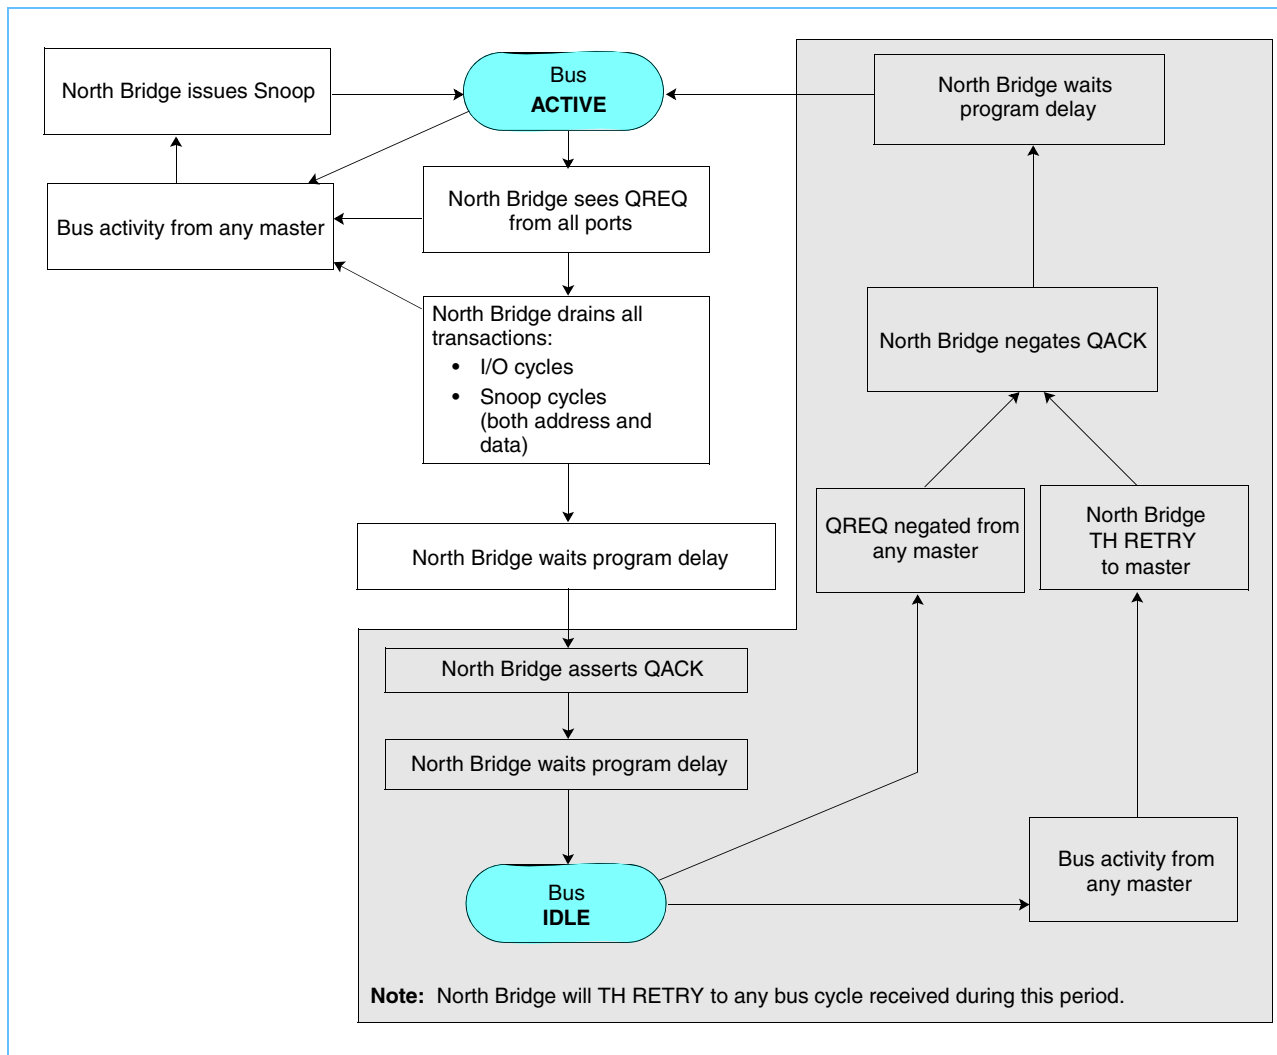 North Bridge issues Snoop
Bus
ACTIVE
North Bridge waits
program delay
Bus activity from any master
North Bridge sees QREQ
from all ports
North Bridge drains all
transactions:
• I/O cycles
• Snoop cycles
(both address and
data)
North Bridge negates QACK
QREQ negated from
any master
North Bridge
TH RETRY
to master
North Bridge waits program delay
North Bridge asserts QACK
North Bridge waits program delay
Bus activity from
any master
Bus
IDLE
Note: North Bridge will TH RETRY to any bus cycle received during this period.